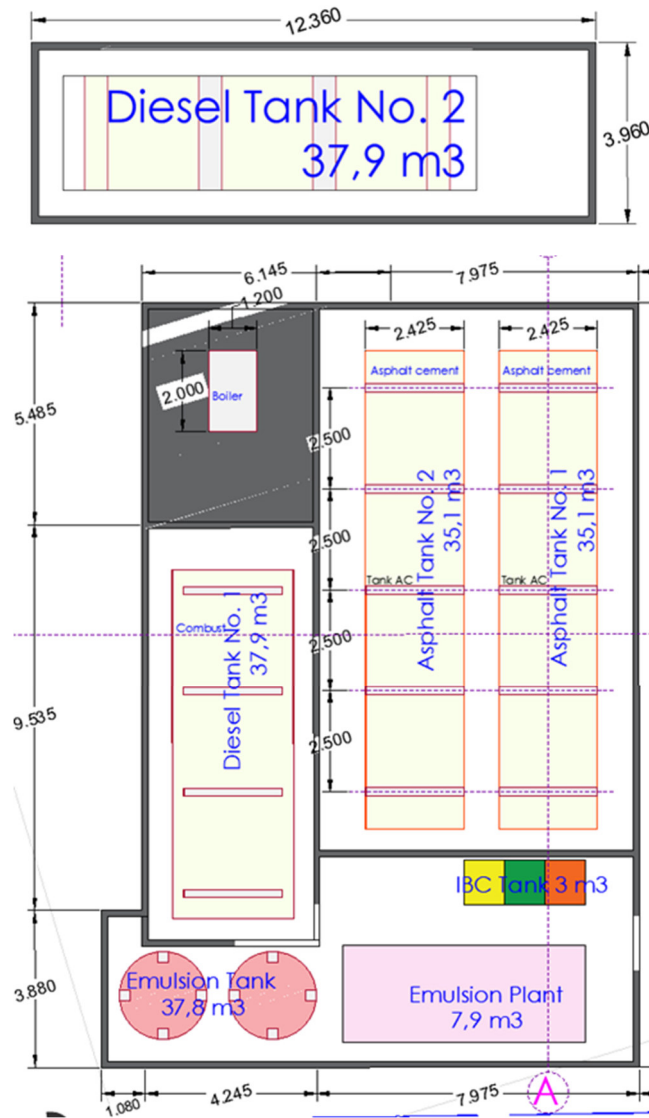 12.360
Diesel Tank No. 2
37,9 m3
3.960
6.145
7.975
1.200
2.425
2.425
Asphalt cement
Asphalt cement
2.000
Boiler
5.485
2.500
Asphalt Tank No. 2
35,1 m3
Asphalt Tank No. 1
35,1 m3
2.500
Tank AC
Tank AC
Combust
Diesel Tank No. 1
37,9 m3
2.500
9.535
2.500
IBC Tank 3 m3
3.880
Emulsion Tank
37,8 m3
Emulsion Plant
7,9 m3
1.080
4.245
7.975
A